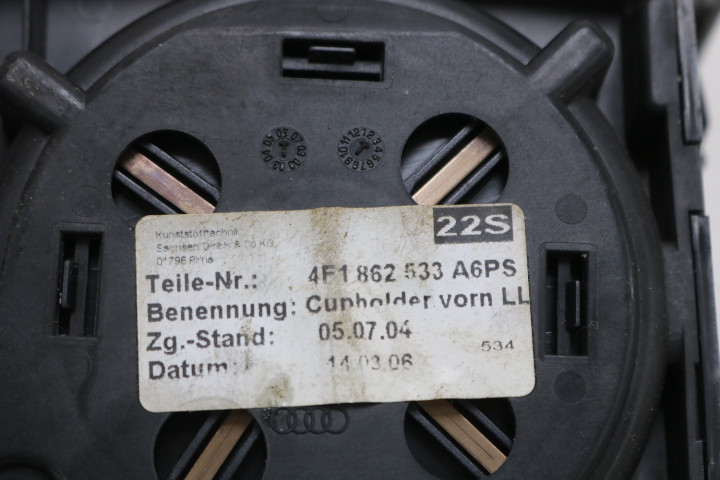 22S
Kunststofftechnik
Sachsen GmbH & Co KG
01796 Pirna
Teile-Nr.: 4F1 862 533 A6PS
Benennung: Cupholder vorn LL
Zg.-Stand: 05.07.04
534
Datum: 14.03.06